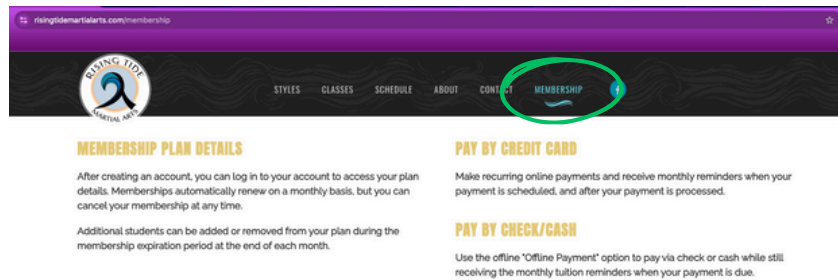 risingtidemartialarts.com/membership
RISING TIDE
MARTIAL ARTS
STYLES CLASSES SCHEDULE ABOUT CONTACT MEMBERSHIP f
MEMBERSHIP PLAN DETAILS
After creating an account, you can log in to your account to access your plan
details. Memberships automatically renew on a monthly basis, but you can
cancel your membership at any time.
Additional students can be added or removed from your plan during the
membership expiration period at the end of each month.
PAY BY CREDIT CARD
Make recurring online payments and receive monthly reminders when your
payment is scheduled, and after your payment is processed.
PAY BY CHECK/CASH
Use the offline "Offline Payment" option to pay via check or cash while still
receiving the monthly tuition reminders when your payment is due.